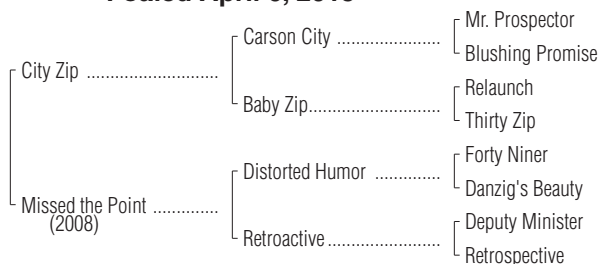 Foaled April
Mr. Prospector
Carson City ......................
Blushing Promise
City Zip ............................
Relaunch
Baby Zip............................
Thirty Zip
Forty Niner
Distorted Humor ..............
Danzig's Beauty
Missed the Point ..............
(2008)
Deputy Minister
Retroactive........................
Retrospective